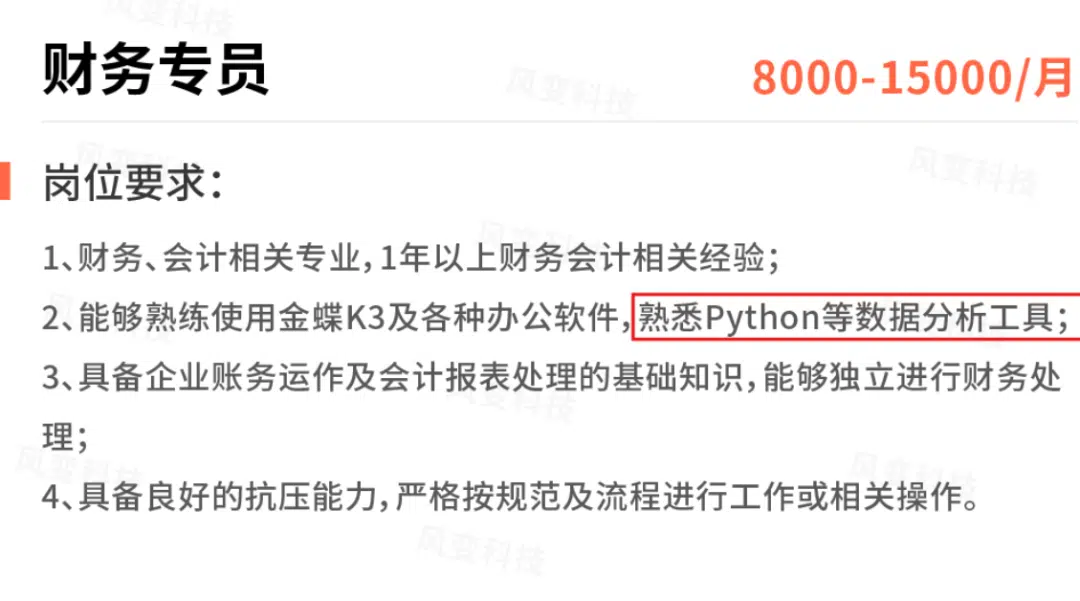 财务专员
8000-15000/月
岗位要求：
1、财务、会计相关专业，1年以上财务会计相关经验；
2、能够熟练使用金蝶K3及各种办公软件，熟悉Python等数据分析工具；
3、具备企业账务运作及会计报表处理的基础知识，能够独立进行财务处
理；
4、具备良好的抗压能力，严格按规范及流程进行工作或相关操作。
风变科技
风变科技
风变科技
风变科技
风变科技
风变科技
风变科技
风变科技
风变科技
风变科技